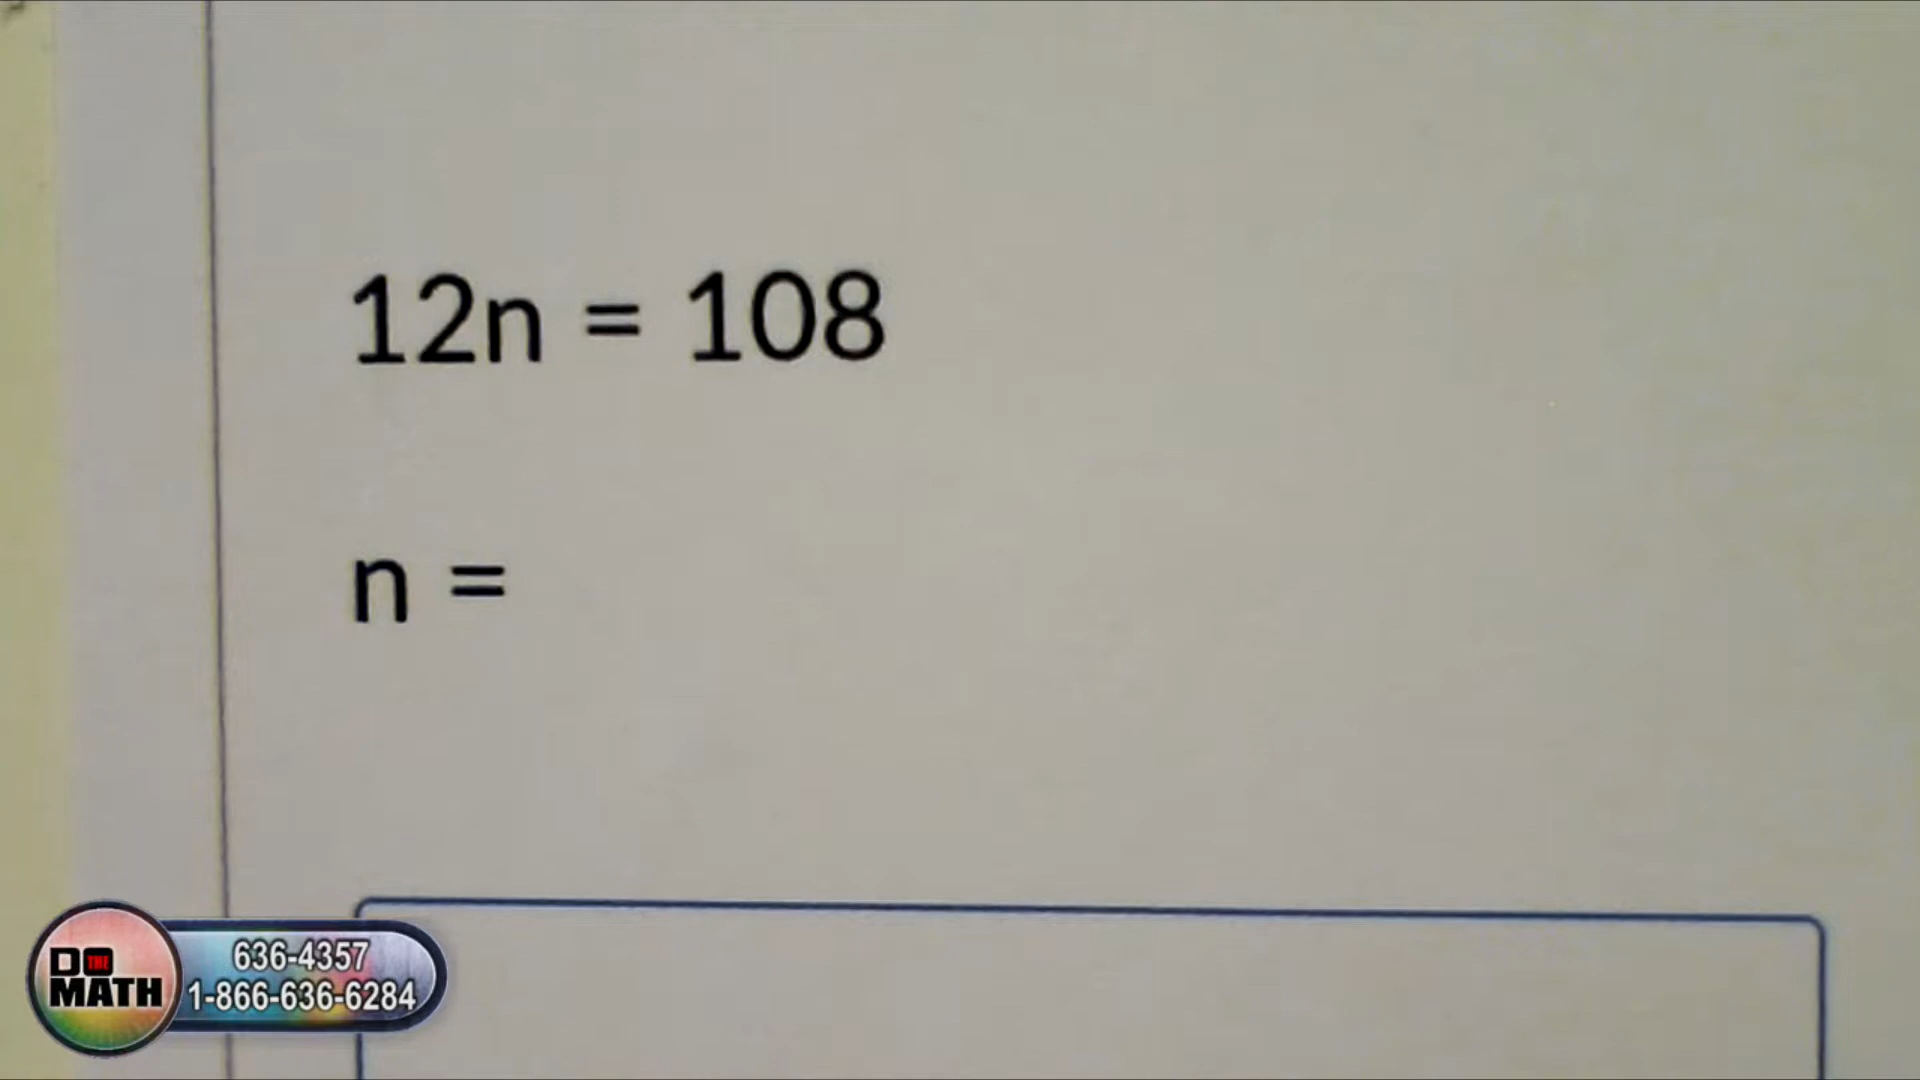 12n = 108
n =
DO THE MATH
636-4357
1-866-636-6284